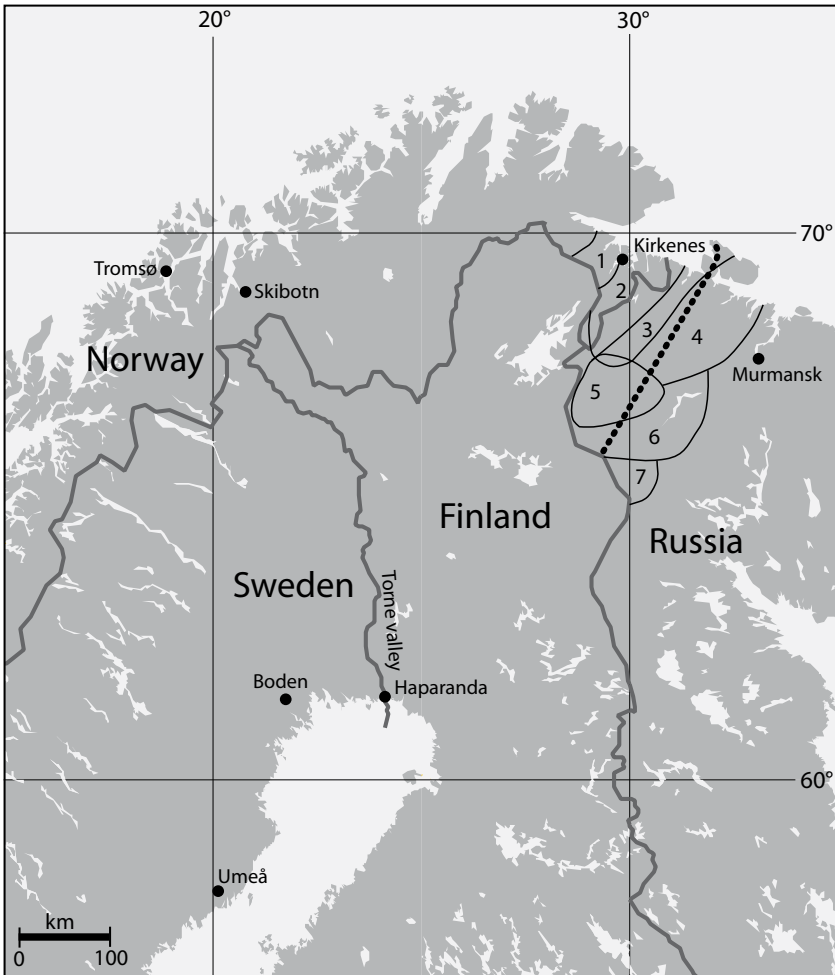 20°
30°
70°
Kirkenes
1
Tromsø
2
Skibotn
3
4
Norway
Murmansk
5
6
7
Finland
Russia
Sweden
Torne valley
Boden
Haparanda
60°
Umeå
km
0 100